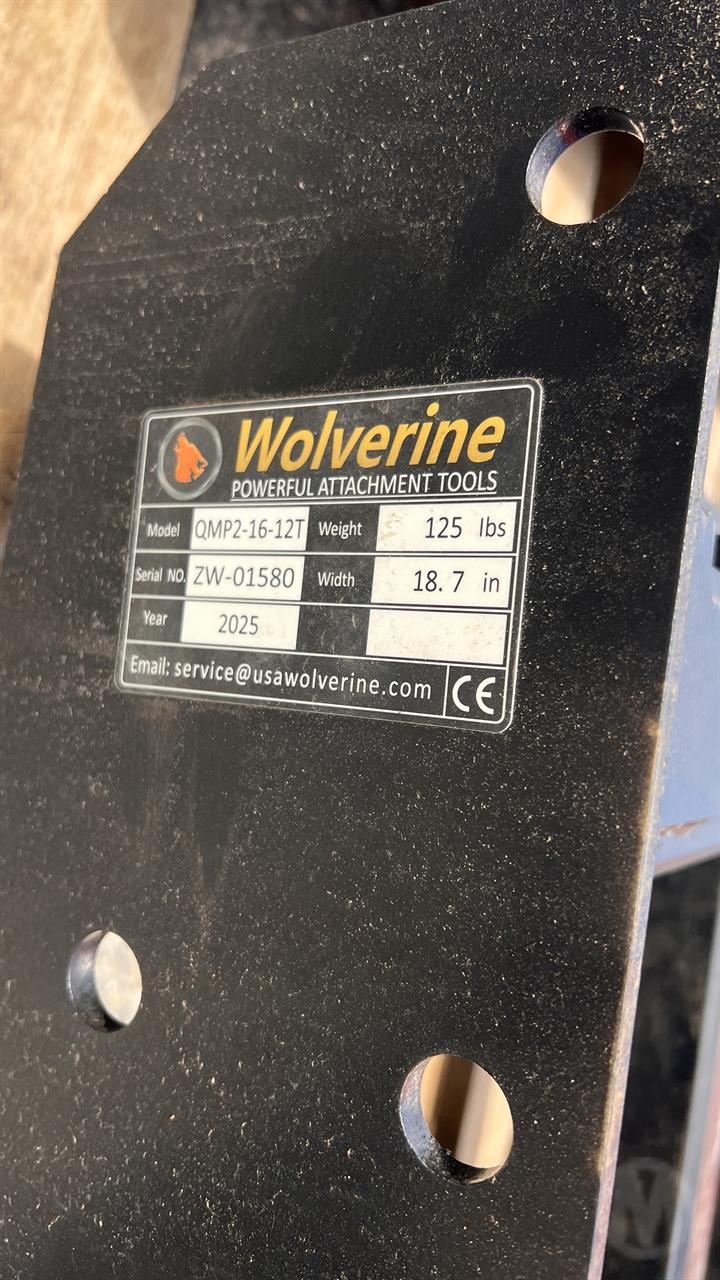 Wolverine
POWERFUL ATTACHMENT TOOLS
Model QMP2-16-12T Weight 125 lbs
Serial NO. ZW-01580 Width 18.7 in
Year 2025
Email: service@usawolverine.com CE
M